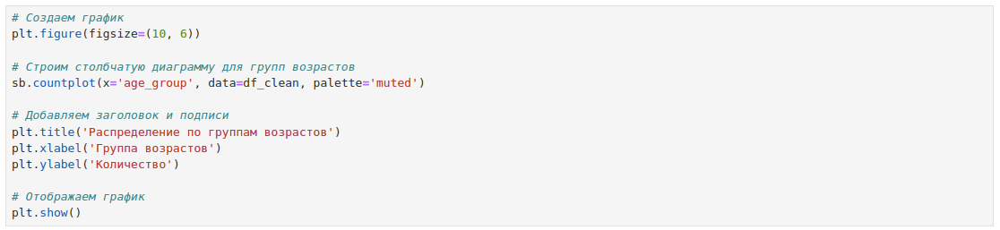 # Создаем график
plt.figure(figsize=(10, 6))
# Строим столбчатую диаграмму для групп возрастов
sb.countplot(x='age_group', data=df_clean, palette='muted')
# Добавляем заголовок и подписи
plt.title('Распределение по группам возрастов')
plt.xlabel('Группа возрастов')
plt.ylabel('Количество')
# Отображаем график
plt.show()